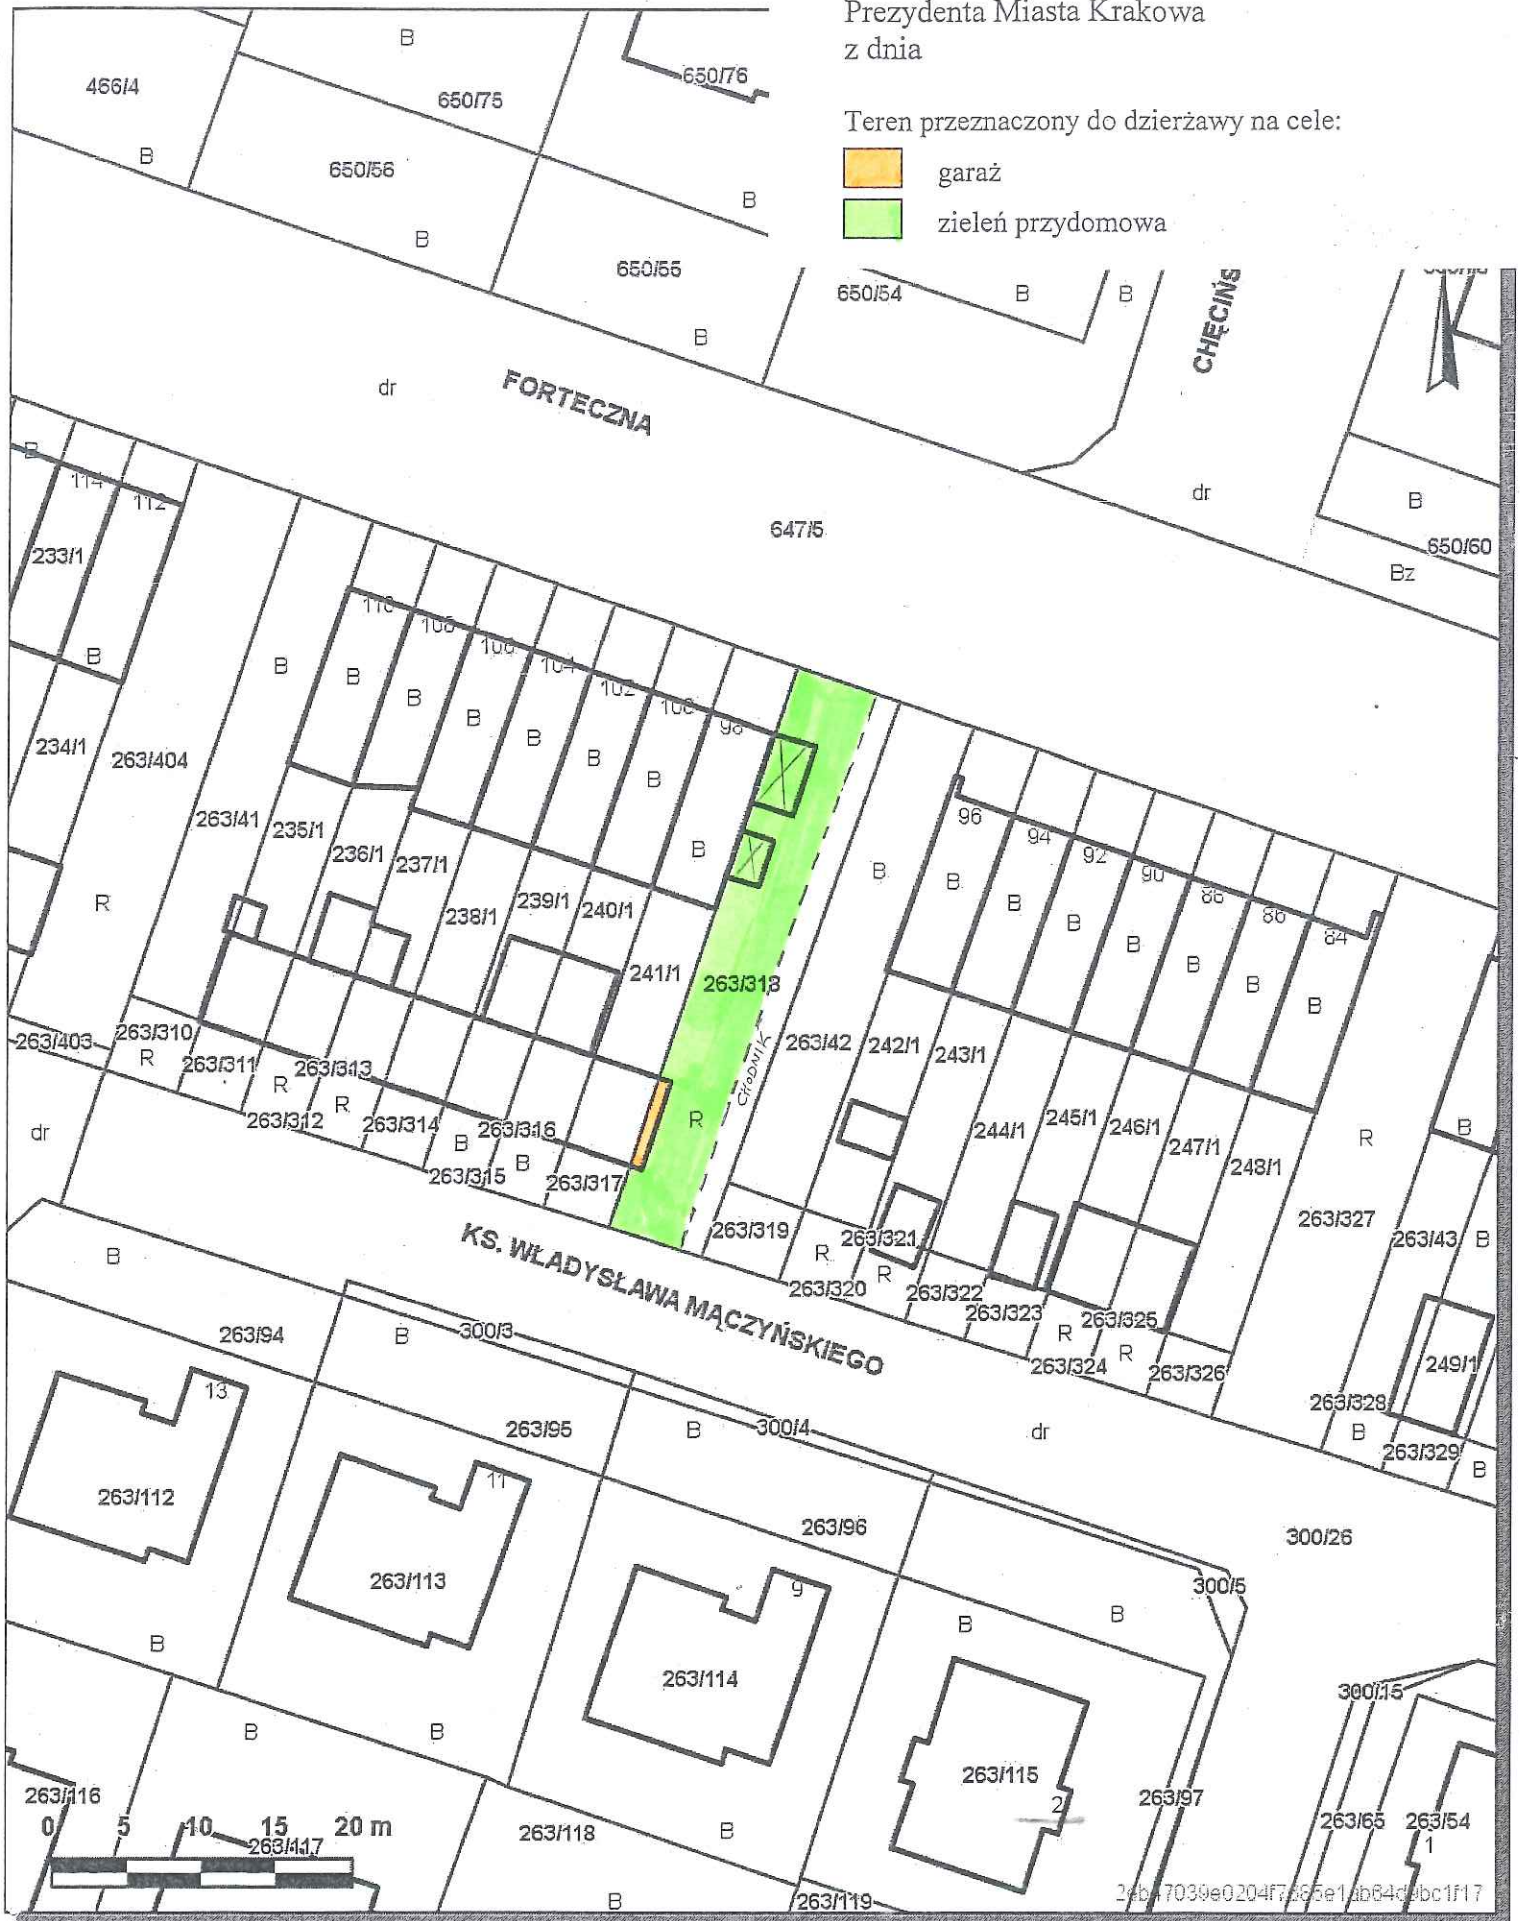 Prezydenta Miasta Krakowa
z dnia
Teren przeznaczony do dzierżawy na cele:
garaż
zieleń przydomowa
B
466/4
650/75
650/76
B
650/56
B
B
650/55
650/54
B
B
B
CHĘCIŃS
dr
FORTECZNA
dr
B
647/5
650/60
Bz
B
114
112
233/1
B
B
110
108
106
104
102
100
98
B
B
B
B
B
B
B
234/1
263/404
263/41
235/1
236/1
237/1
238/1
239/1
240/1
241/1
263/318
R
B
96
94
92
90
88
86
84
B
B
B
B
B
B
B
263/403
263/310
R
263/311
R
263/313
263/312
R
263/314
B
263/316
263/315
B
263/317
R
CHODNIK
263/42
242/1
243/1
244/1
245/1
246/1
247/1
248/1
R
B
dr
263/319
R
263/321
263/320
R
263/322
263/323
R
263/325
263/324
R
263/326
263/327
263/43
B
249/1
263/328
B
263/329
B
KS. WŁADYSŁAWA MĄCZYŃSKIEGO
B
263/94
B
300/3
13
263/95
B
300/4
dr
263/112
11
263/113
263/96
300/26
9
300/5
B
B
B
263/114
300/15
B
B
263/115
2
263/97
263/116
263/117
263/118
B
263/65
263/54
1
0 5 10 15 20 m
B
263/119